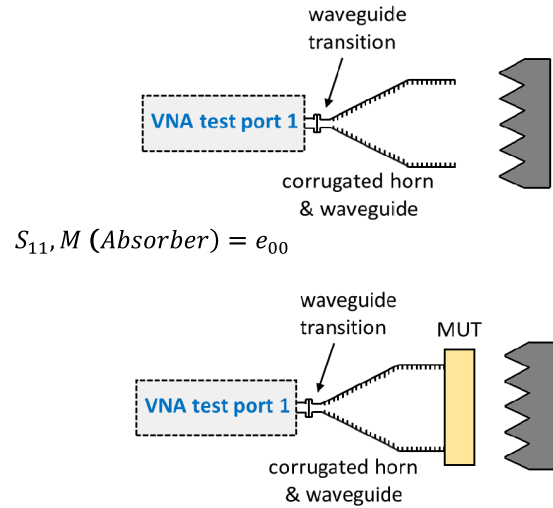 waveguide
transition
VNA test port 1
corrugated horn
& waveguide
S₁₁, M (Absorber) = e₀₀
waveguide
transition
MUT
VNA test port 1
corrugated horn
& waveguide